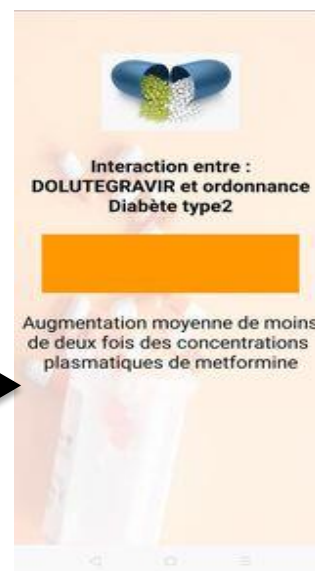 Interaction entre :
DOLUTEGRAVIR et ordonnance
Diabète type2
Augmentation moyenne de moins
de deux fois des concentrations
plasmatiques de metformine